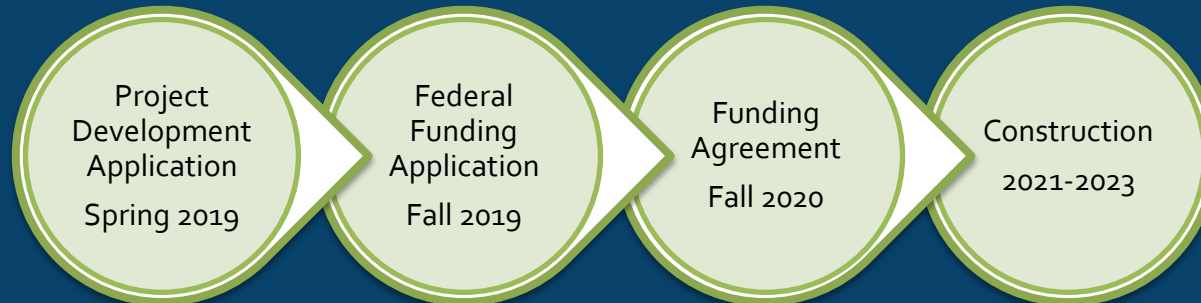 Project
Development
Application
Spring 2019
Federal
Funding
Application
Fall 2019
Funding
Agreement
Fall 2020
Construction
2021-2023